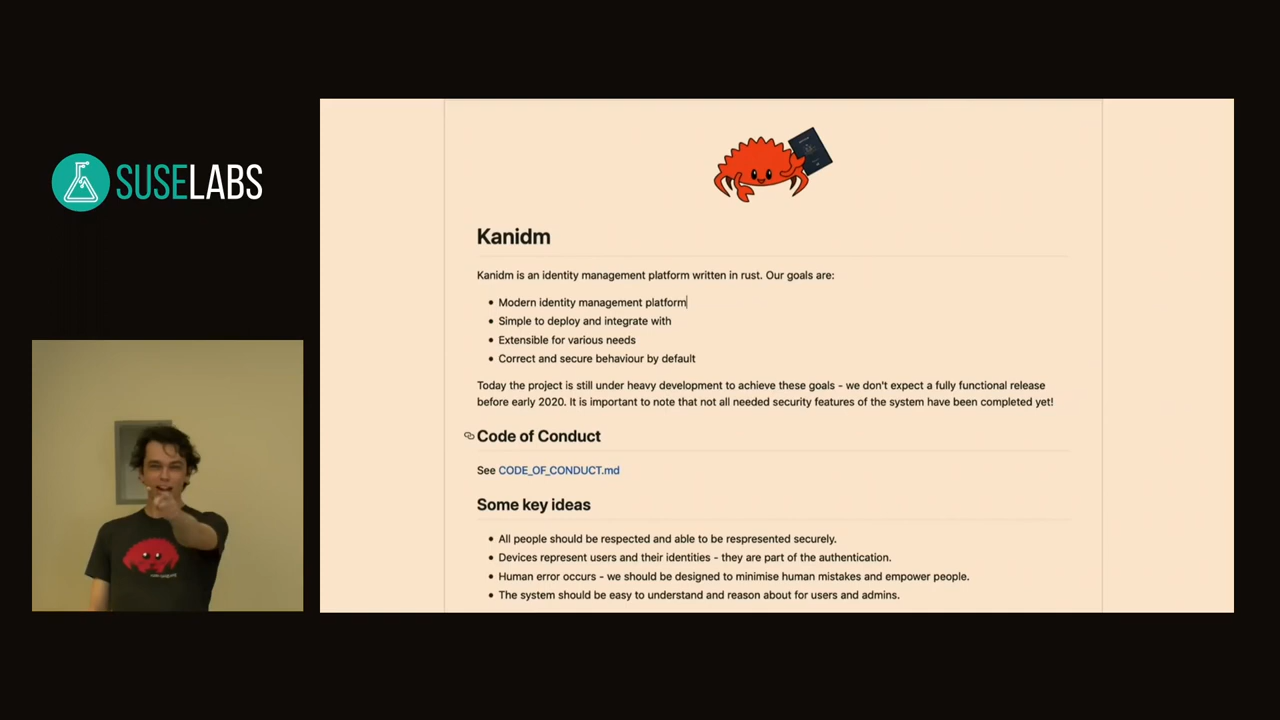 SUSELABS
Kanidm
Kanidm is an identity management platform written in rust. Our goals are:
• Modern identity management platform
• Simple to deploy and integrate with
• Extensible for various needs
• Correct and secure behaviour by default
Today the project is still under heavy development to achieve these goals - we don't expect a fully functional release
before early 2020. It is important to note that not all needed security features of the system have been completed yet!
Code of Conduct
See CODE_OF_CONDUCT.md
Some key ideas
• All people should be respected and able to be respresented securely.
• Devices represent users and their identities - they are part of the authentication.
• Human error occurs - we should be designed to minimise human mistakes and empower people.
• The system should be easy to understand and reason about for users and admins.